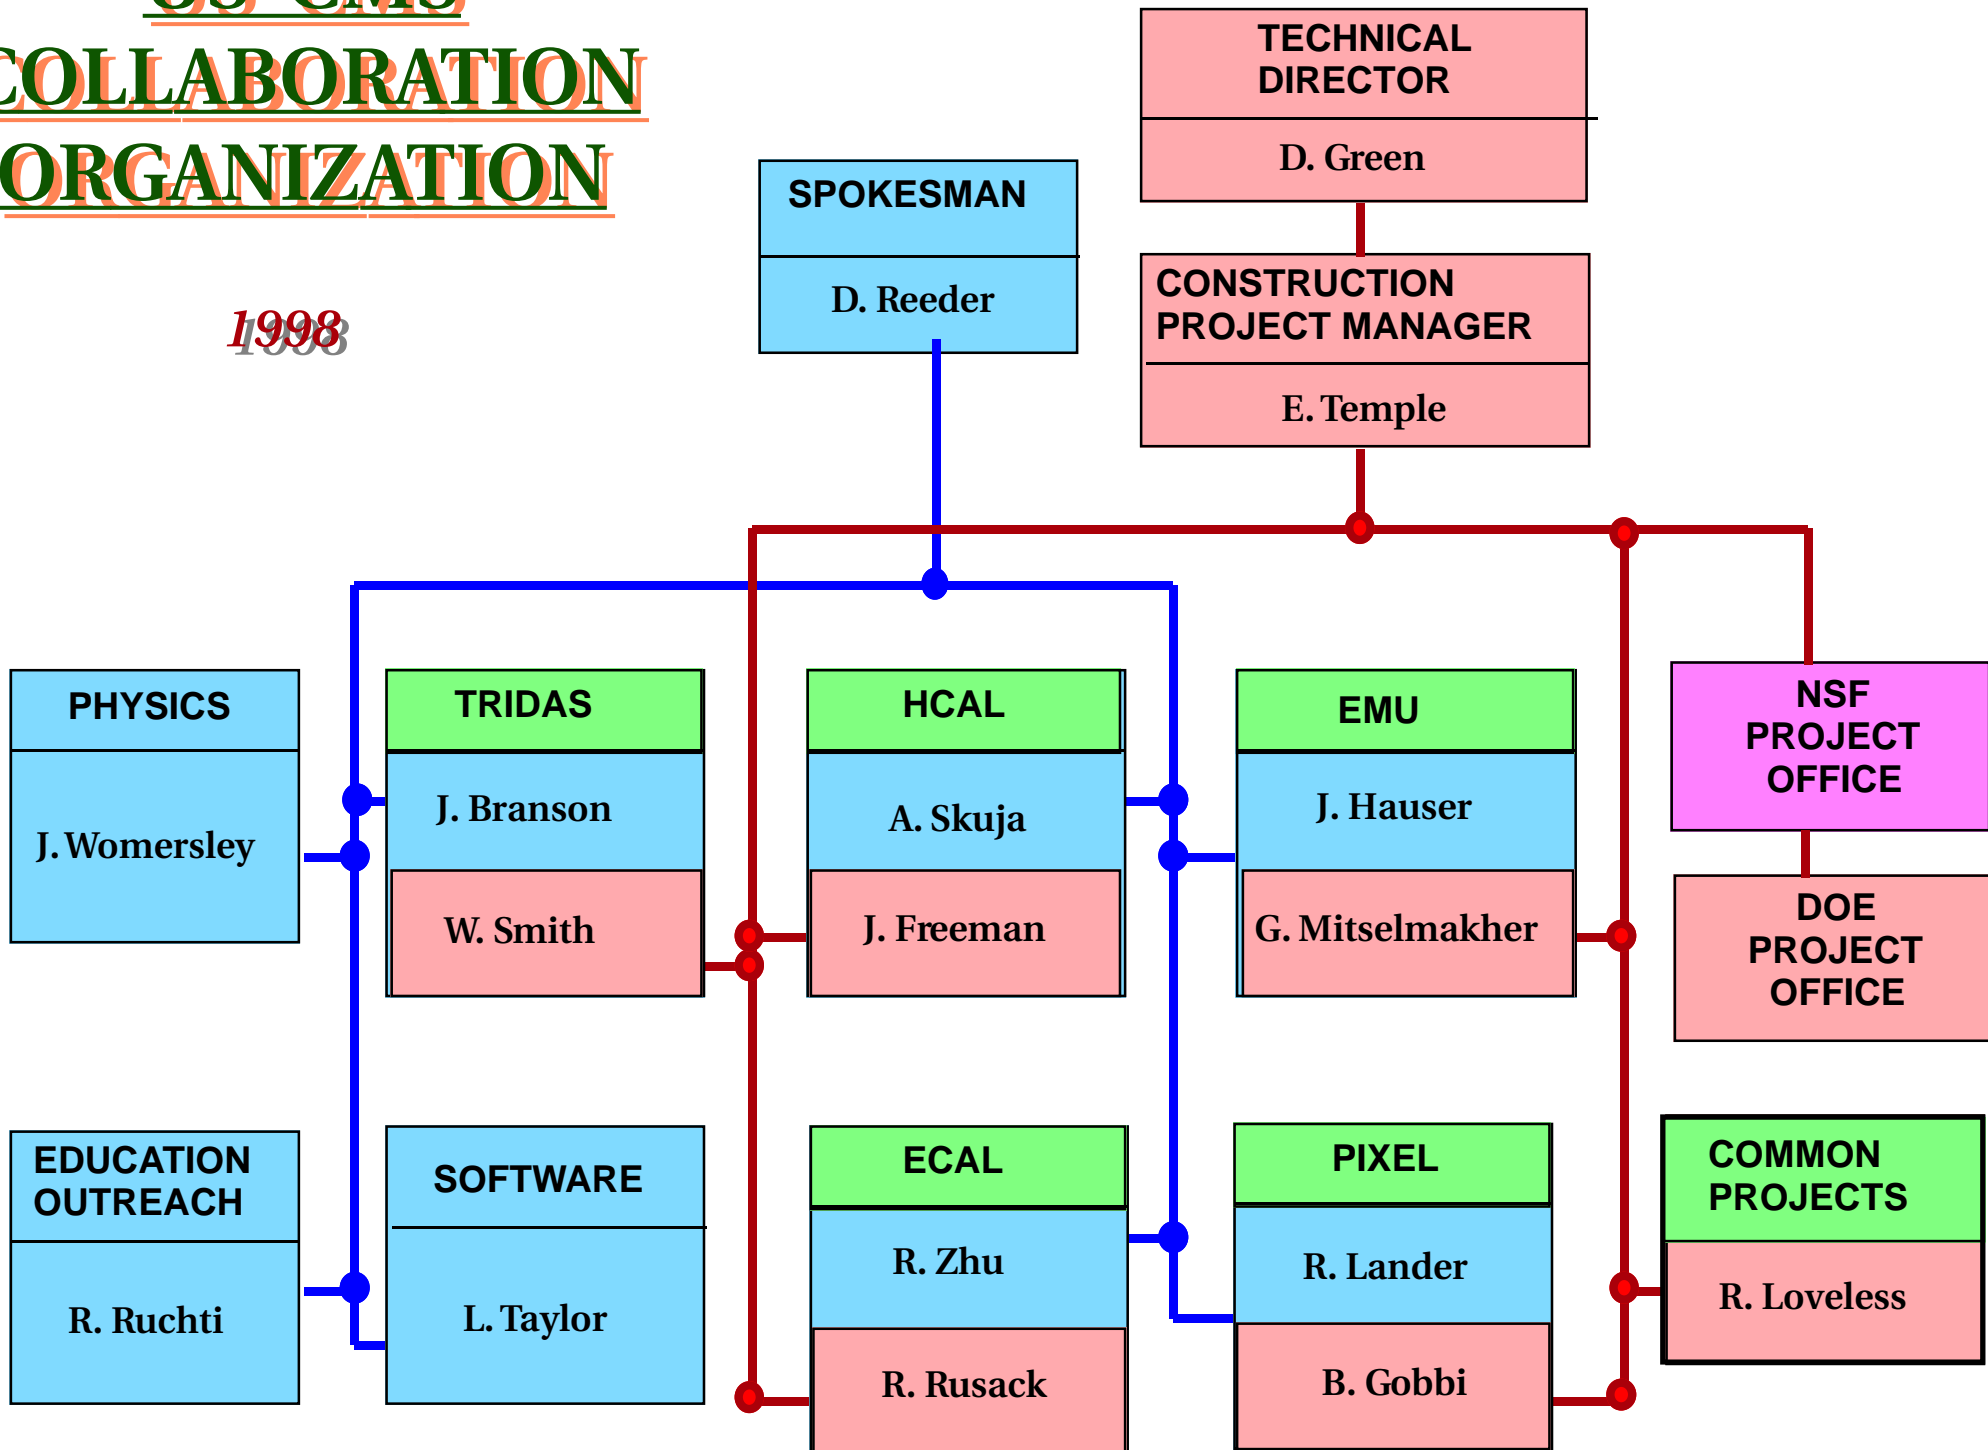 US CMS
COLLABORATION
ORGANIZATION
1998
TECHNICAL
DIRECTOR
D. Green
SPOKESMAN
D. Reeder
CONSTRUCTION
PROJECT MANAGER
E. Temple
PHYSICS
J. Womersley
TRIDAS
J. Branson
W. Smith
HCAL
A. Skuja
J. Freeman
EMU
J. Hauser
G. Mitselmakher
NSF
PROJECT
OFFICE
DOE
PROJECT
OFFICE
EDUCATION
OUTREACH
R. Ruchti
SOFTWARE
L. Taylor
ECAL
R. Zhu
R. Rusack
PIXEL
R. Lander
B. Gobbi
COMMON
PROJECTS
R. Loveless